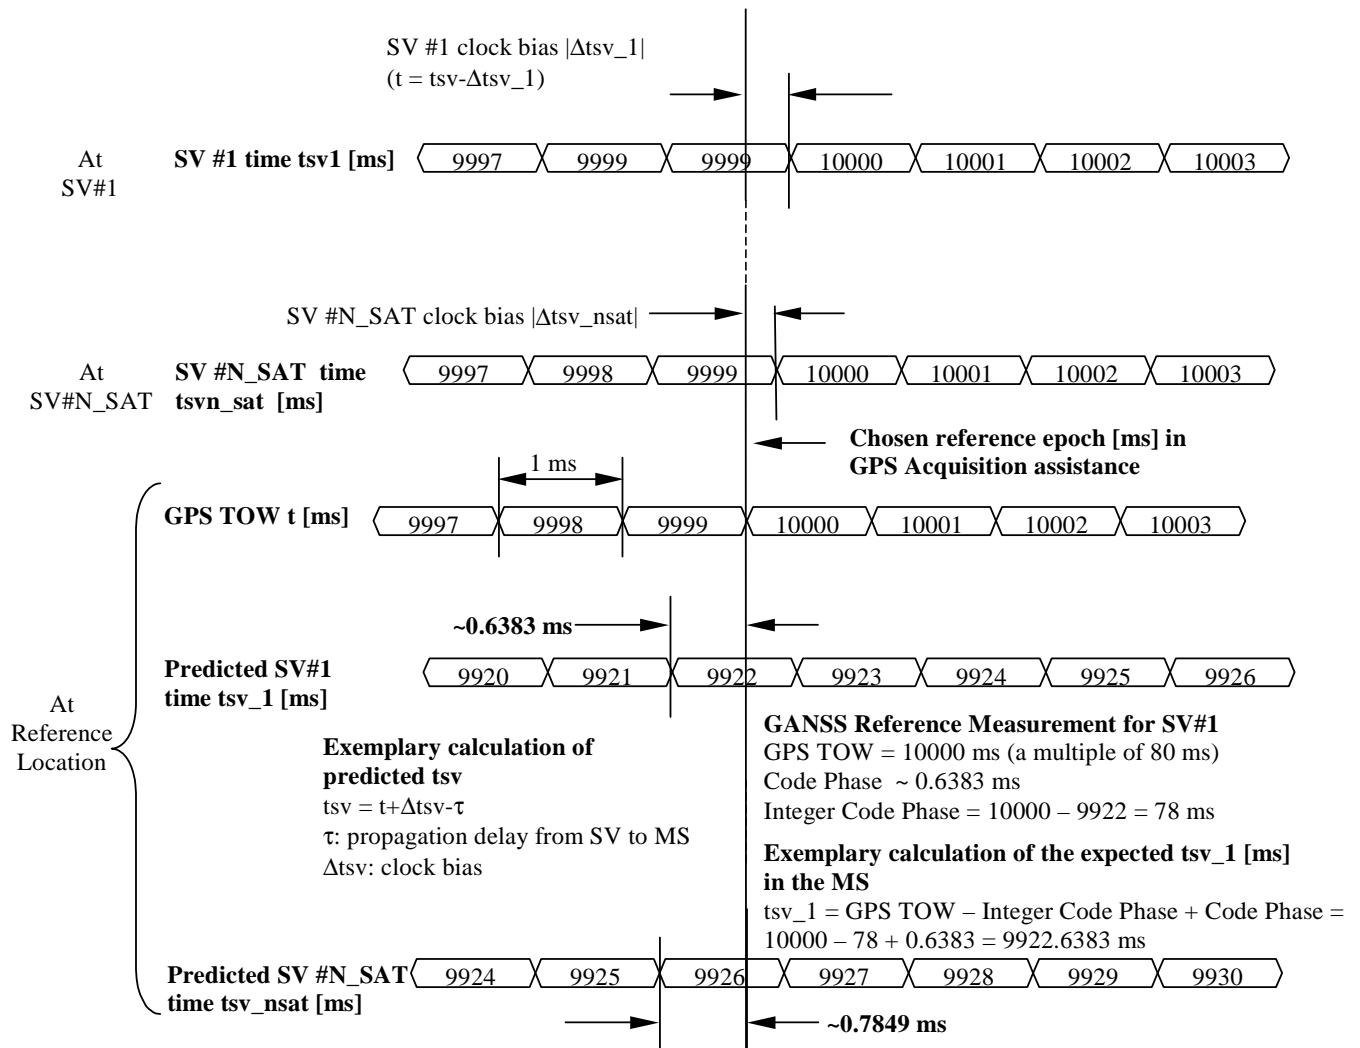 SV #1 clock bias |Δtsv_1|
(t = tsv-Δtsv_1)
At
SV#1
SV #1 time tsv1 [ms]
9997 9999 9999 10000 10001 10002 10003
SV #N_SAT clock bias |Δtsv_nsat|
At
SV#N_SAT
SV #N_SAT time
tsvn_sat [ms]
9997 9998 9999 10000 10001 10002 10003
Chosen reference epoch [ms] in
GPS Acquisition assistance
1 ms
GPS TOW t [ms]
9997 9998 9999 10000 10001 10002 10003
~0.6383 ms
Predicted SV#1
time tsv_1 [ms]
9920 9921 9922 9923 9924 9925 9926
At
Reference
Location
Exemplary calculation of
predicted tsv
tsv = t+Δtsv-τ
τ: propagation delay from SV to MS
Δtsv: clock bias
GANSS Reference Measurement for SV#1
GPS TOW = 10000 ms (a multiple of 80 ms)
Code Phase ~ 0.6383 ms
Integer Code Phase = 10000 – 9922 = 78 ms
Exemplary calculation of the expected tsv_1 [ms]
in the MS
tsv_1 = GPS TOW – Integer Code Phase + Code Phase =
10000 – 78 + 0.6383 = 9922.6383 ms
Predicted SV #N_SAT
time tsv_nsat [ms]
9924 9925 9926 9927 9928 9929 9930
~0.7849 ms